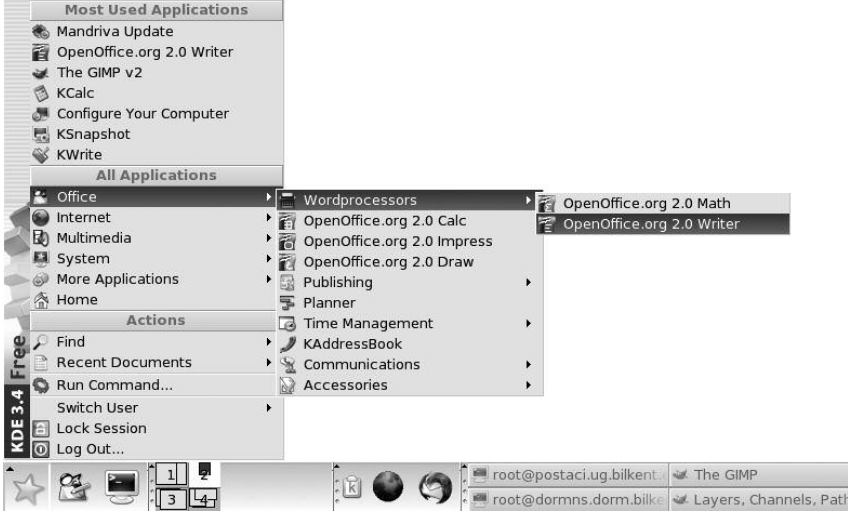 Most Used Applications
Mandriva Update
OpenOffice.org 2.0 Writer
The GIMP v2
KCalc
Configure Your Computer
KSnapshot
KWrite
All Applications
Office
Internet
Multimedia
System
More Applications
Home
Actions
Find
Recent Documents
Run Command...
Switch User
Lock Session
Log Out...
KDE 3.4 Free
Wordprocessors
OpenOffice.org 2.0 Calc
OpenOffice.org 2.0 Impress
OpenOffice.org 2.0 Draw
Publishing
Planner
Time Management
KAddressBook
Communications
Accessories
OpenOffice.org 2.0 Math
OpenOffice.org 2.0 Writer
1 2
3 4
root@postaci.ug.bilkent.
The GIMP
root@dormns.dorm.bilke
Layers, Channels, Path